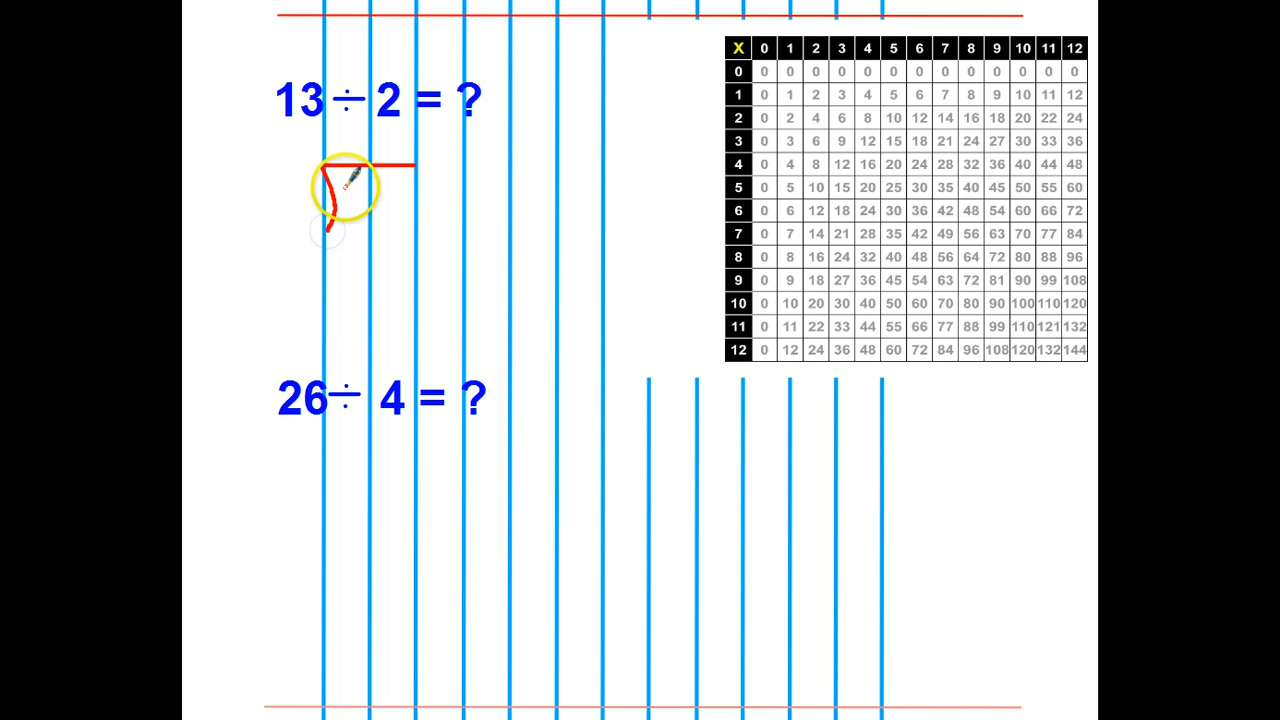 13 ÷ 2 = ?
X 0 1 2 3 4 5 6 7 8 9 10 11 12
0 0 0 0 0 0 0 0 0 0 0 0 0 0
1 0 1 2 3 4 5 6 7 8 9 10 11 12
2 0 2 4 6 8 10 12 14 16 18 20 22 24
3 0 3 6 9 12 15 18 21 24 27 30 33 36
4 0 4 8 12 16 20 24 28 32 36 40 44 48
5 0 5 10 15 20 25 30 35 40 45 50 55 60
6 0 6 12 18 24 30 36 42 48 54 60 66 72
7 0 7 14 21 28 35 42 49 56 63 70 77 84
8 0 8 16 24 32 40 48 56 64 72 80 88 96
9 0 9 18 27 36 45 54 63 72 81 90 99 108
10 0 10 20 30 40 50 60 70 80 90 100 110 120
11 0 11 22 33 44 55 66 77 88 99 110 121 132
12 0 12 24 36 48 60 72 84 96 108 120 132 144
26 ÷ 4 = ?